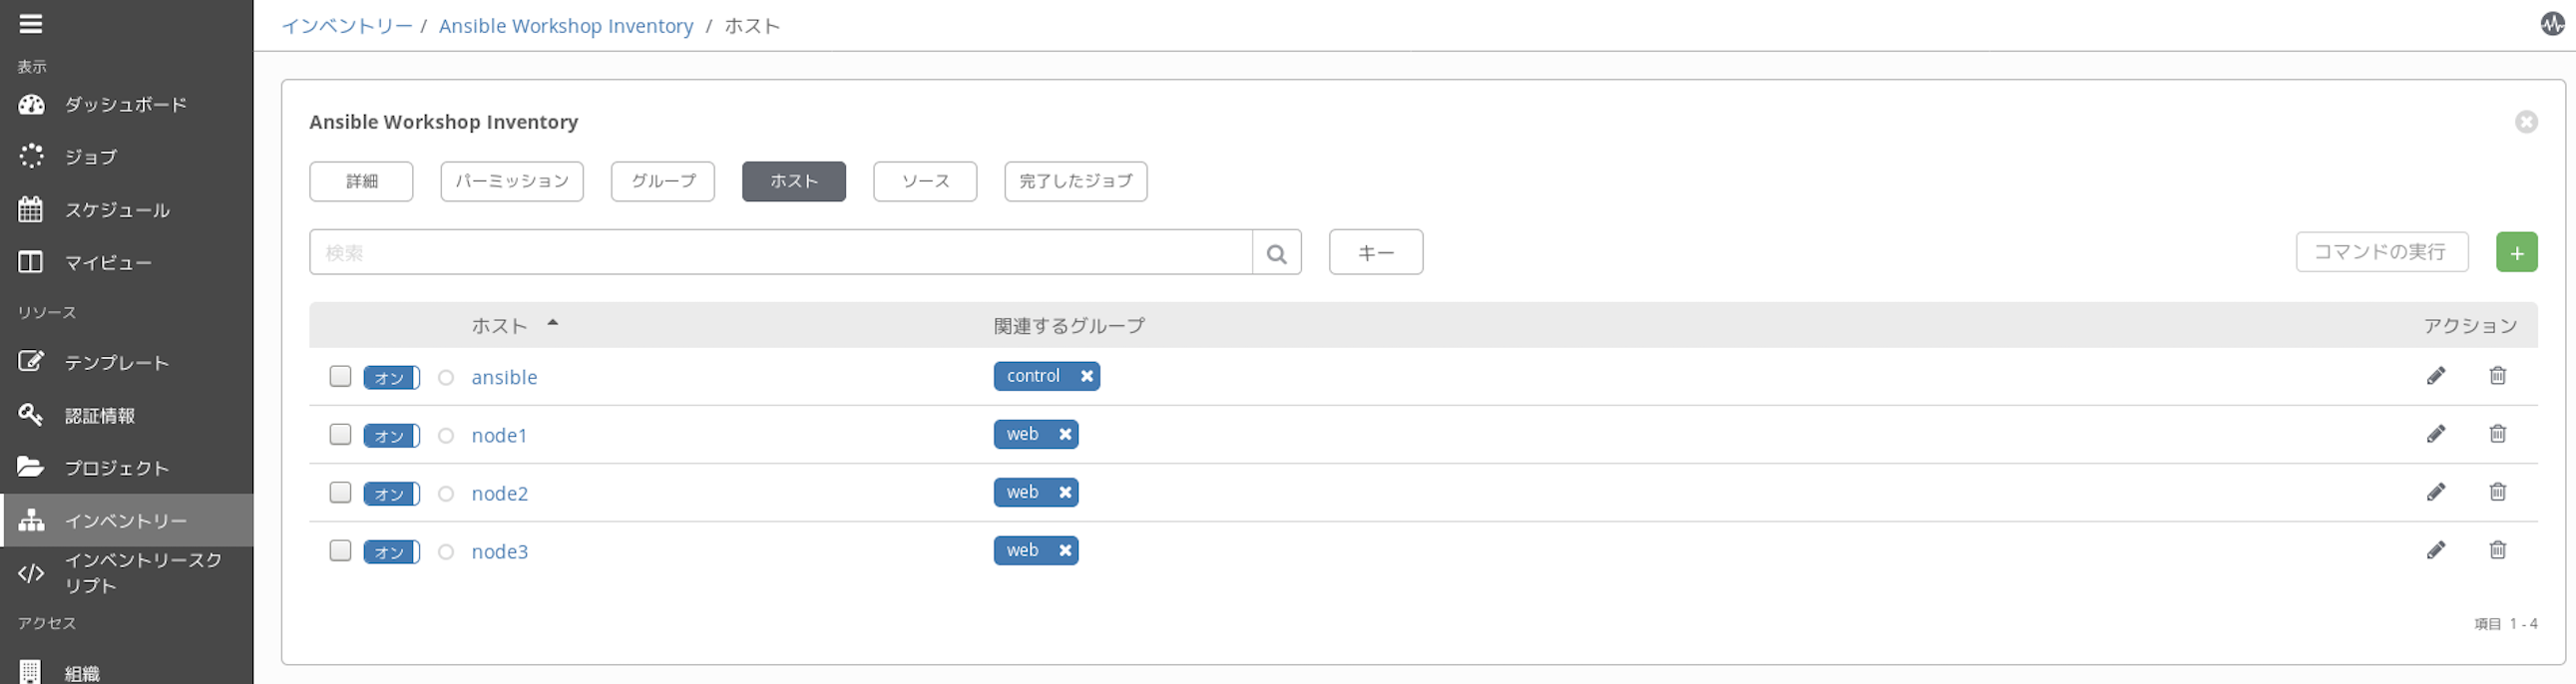 インベントリー / Ansible Workshop Inventory / ホスト
表示
ダッシュボード
ジョブ
スケジュール
マイビュー
リソース
テンプレート
認証情報
プロジェクト
インベントリー
インベントリースク
リプト
アクセス
組織
Ansible Workshop Inventory
詳細 パーミッション グループ ホスト ソース 完了したジョブ
検索 キー コマンドの実行 +
ホスト 関連するグループ アクション
オン ansible control
オン node1 web
オン node2 web
オン node3 web
項目 1 - 4